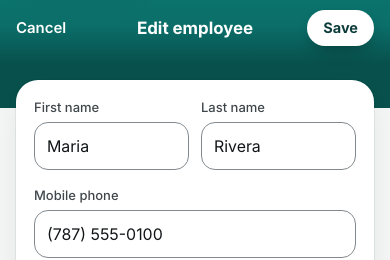 Cancel Edit employee Save
First name Last name
Maria Rivera
Mobile phone
(787) 555-0100